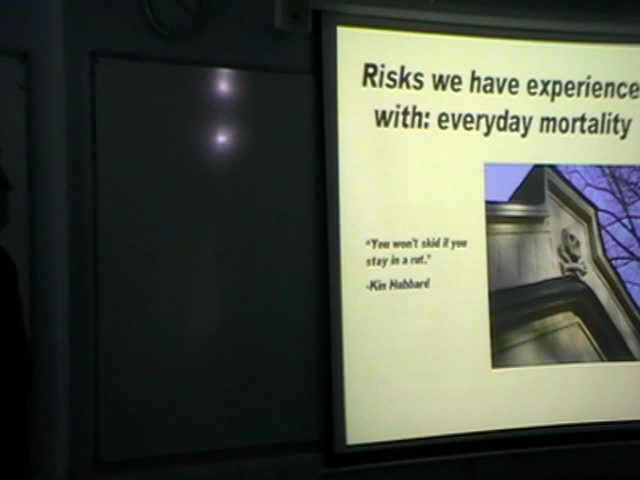 Risks we have experience
with: everyday mortality
"You won't skid if you
stay in a rut."
-Kin Hubbard